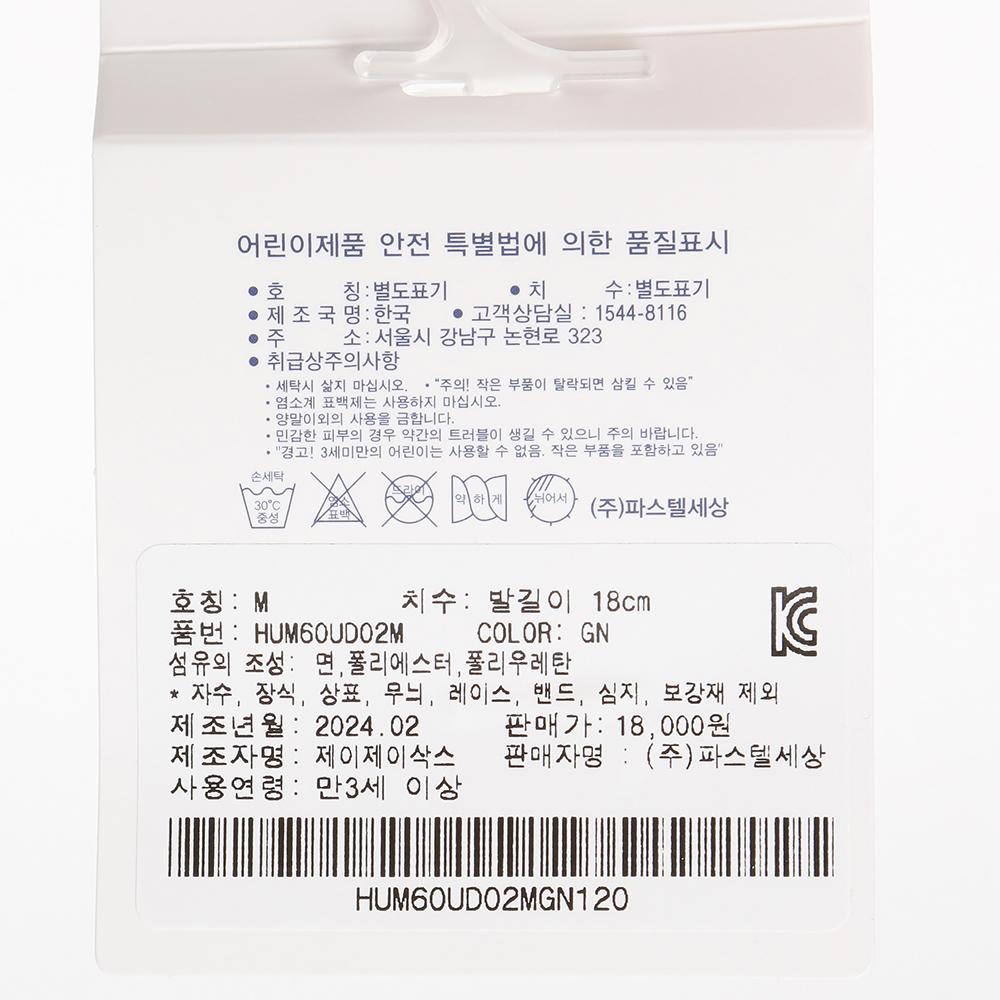 어린이제품 안전 특별법에 의한 품질표시
● 호 칭:별도표기 ● 치 수:별도표기
● 제 조 국 명:한국 ● 고객상담실 : 1544-8116
● 주 소:서울시 강남구 논현로 323
● 취급상주의사항
• 세탁시 삶지 마십시오. • "주의! 작은 부품이 탈락되면 삼킬 수 있음"
• 염소계 표백제는 사용하지 마십시오.
• 양말이외의 사용을 금합니다.
• 민감한 피부의 경우 약간의 트러블이 생길 수 있으니 주의 바랍니다.
• "경고! 3세미만의 어린이는 사용할 수 없음. 작은 부품을 포함하고 있음"
손세탁
30℃ 중성
염소 표백
드라이
약하게
뉘어서
(주)파스텔세상
호칭: M 치수: 발길이 18cm
품번: HUM60UD02M COLOR: GN
섬유의 조성: 면,폴리에스터,폴리우레탄
* 자수, 장식, 상표, 무늬, 레이스, 밴드, 심지, 보강재 제외
제조년월: 2024.02 판매가: 18,000원
제조자명: 제이제이삭스 판매자명 : (주)파스텔세상
사용연령: 만3세 이상
KC
HUM60UD02MGN120